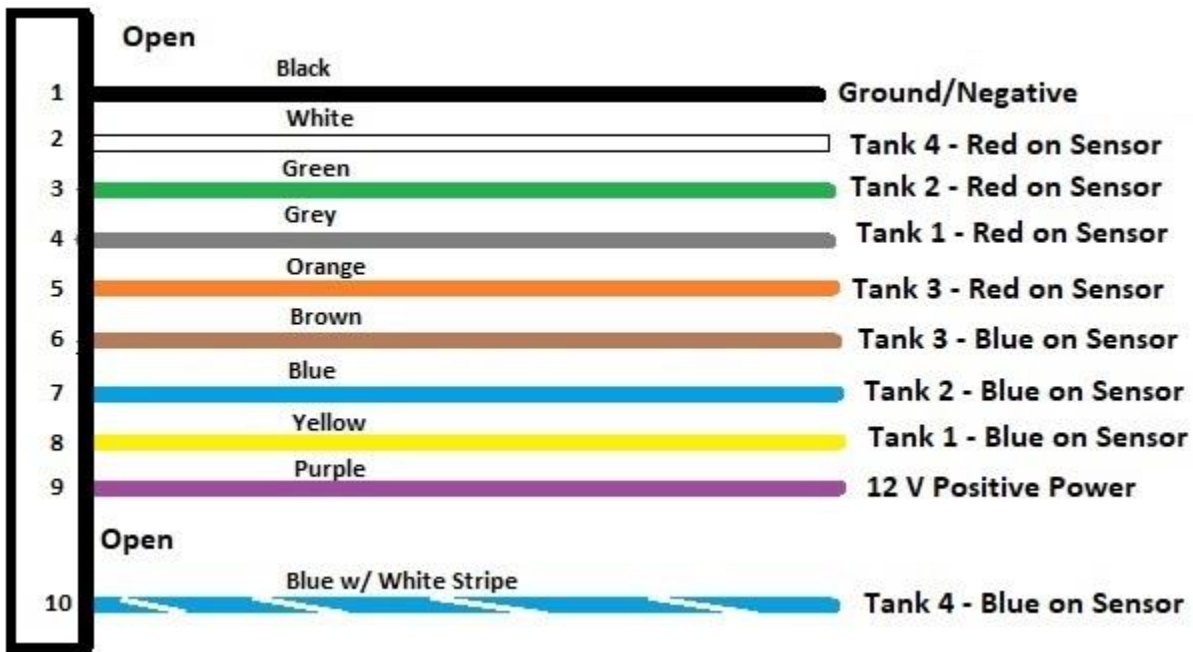 Open
Black
1 Ground/Negative
White
2 Tank 4 - Red on Sensor
Green
3 Tank 2 - Red on Sensor
Grey
4 Tank 1 - Red on Sensor
Orange
5 Tank 3 - Red on Sensor
Brown
6 Tank 3 - Blue on Sensor
Blue
7 Tank 2 - Blue on Sensor
Yellow
8 Tank 1 - Blue on Sensor
Purple
9 12 V Positive Power
Open
Blue w/ White Stripe
10 Tank 4 - Blue on Sensor